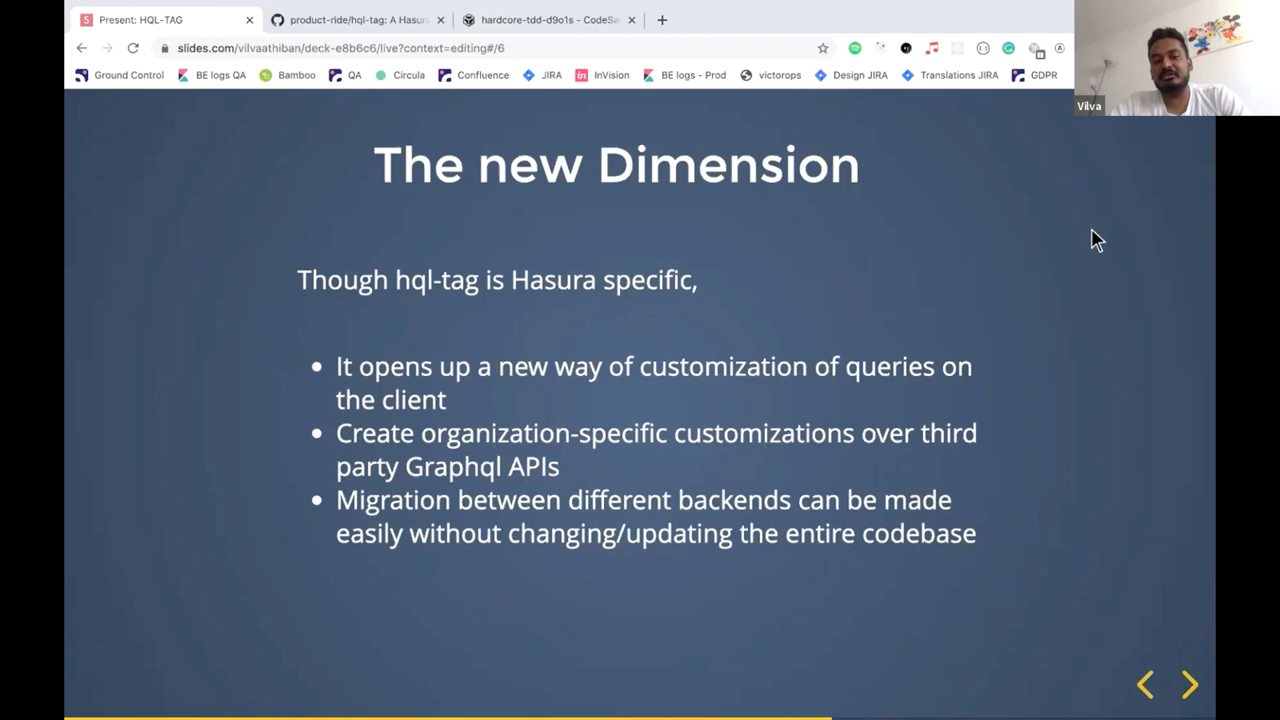 Present: HQL-TAG
product-ride/hql-tag: A Hasura
hardcore-tdd-d9o1s - CodeSa
slides.com/vilvaathiban/deck-e8b6c6/live?context=editing#/6
Ground Control
BE logs QA
Bamboo
QA
Circula
Confluence
JIRA
InVision
BE logs - Prod
victorops
Design JIRA
Translations JIRA
GDPR
Vilva
The new Dimension
Though hql-tag is Hasura specific,
• It opens up a new way of customization of queries on
the client
• Create organization-specific customizations over third
party Graphql APIs
• Migration between different backends can be made
easily without changing/updating the entire codebase